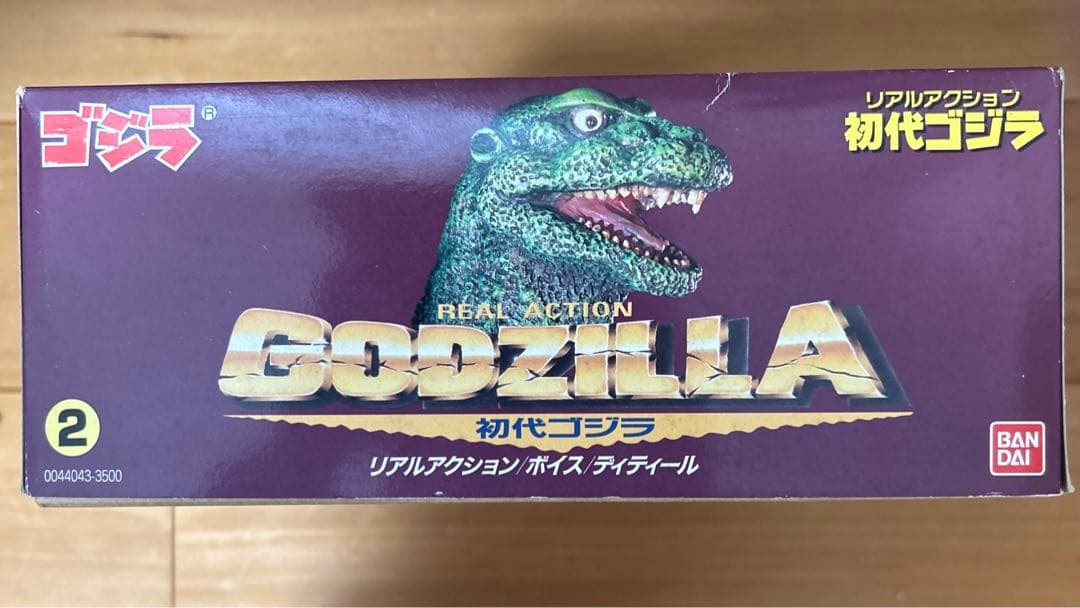 ゴジラ®
リアルアクション
初代ゴジラ
REAL ACTION
GODZILLA
初代ゴジラ
リアルアクション/ボイス/ディティール
2
0044043-3500
BAN
DAI